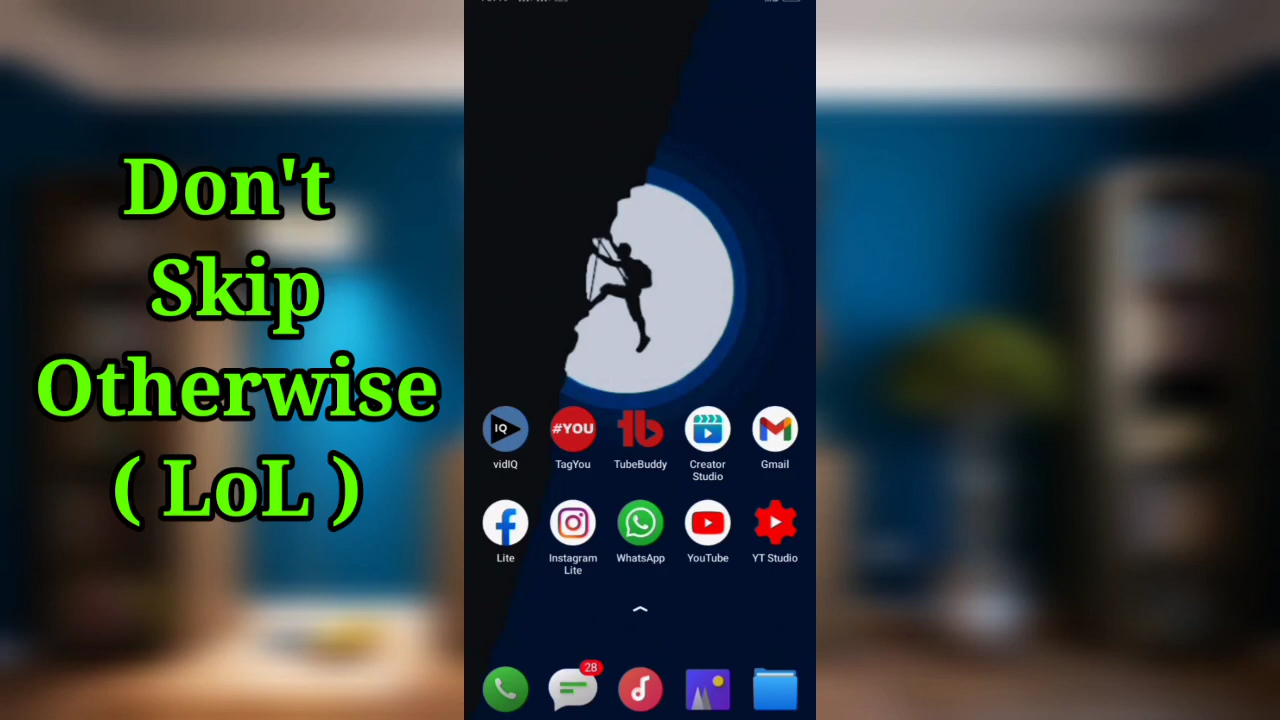 Don't
Skip
Otherwise
( LoL )
IQ
#YOU
vidIQ
TagYou
TubeBuddy
Creator
Studio
Gmail
Lite
Instagram
Lite
WhatsApp
YouTube
YT Studio
28